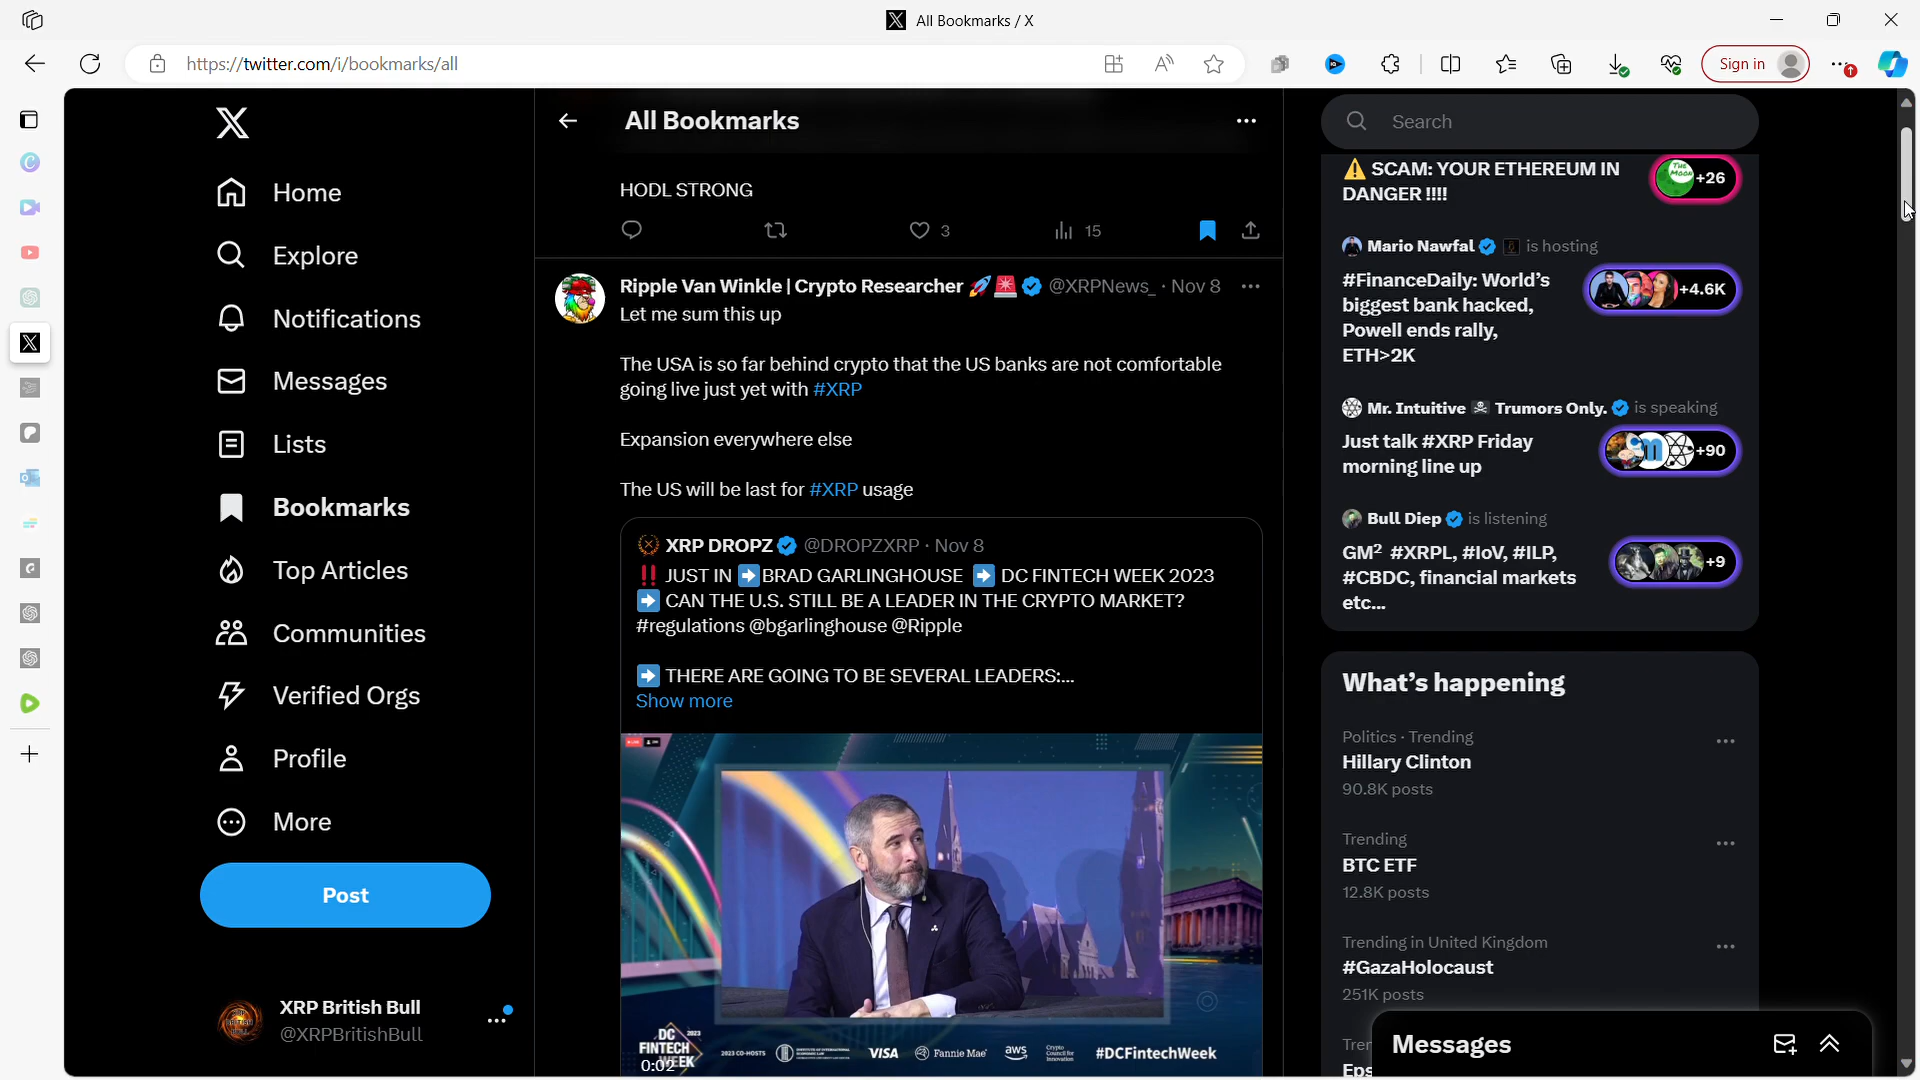 All Bookmarks / X
https://twitter.com/i/bookmarks/all
Sign in
Home
Explore
Notifications
Messages
Lists
Bookmarks
Top Articles
Communities
Verified Orgs
Profile
More
Post
XRP British Bull
@XRPBritishBull
All Bookmarks
HODL STRONG
3
15
Ripple Van Winkle | Crypto Researcher 🚀🚨 @XRPNews_ · Nov 8
Let me sum this up
The USA is so far behind crypto that the US banks are not comfortable
going live just yet with #XRP
Expansion everywhere else
The US will be last for #XRP usage
XRP DROPZ @DROPZXRP · Nov 8
‼️ JUST IN ➡️BRAD GARLINGHOUSE ➡️ DC FINTECH WEEK 2023
➡️ CAN THE U.S. STILL BE A LEADER IN THE CRYPTO MARKET?
#regulations @bgarlinghouse @Ripple
➡️ THERE ARE GOING TO BE SEVERAL LEADERS:...
Show more
DC
2023
FINTECH
WEEK
0:02
2023 CO-HOSTS
VISA
Fannie Mae
aws
#DCFintechWeek
Search
⚠️ SCAM: YOUR ETHEREUM IN
DANGER !!!!
THE
MOON
+26
Mario Nawfal is hosting
#FinanceDaily: World’s
biggest bank hacked,
Powell ends rally,
ETH>2K
+4.6K
Mr. Intuitive ☠️ Trumors Only. is speaking
Just talk #XRP Friday
morning line up
+90
Bull Diep is listening
GM² #XRPL, #IoV, #ILP,
#CBDC, financial markets
etc...
+9
What’s happening
Politics · Trending
Hillary Clinton
90.8K posts
Trending
BTC ETF
12.8K posts
Trending in United Kingdom
#GazaHolocaust
251K posts
Messages